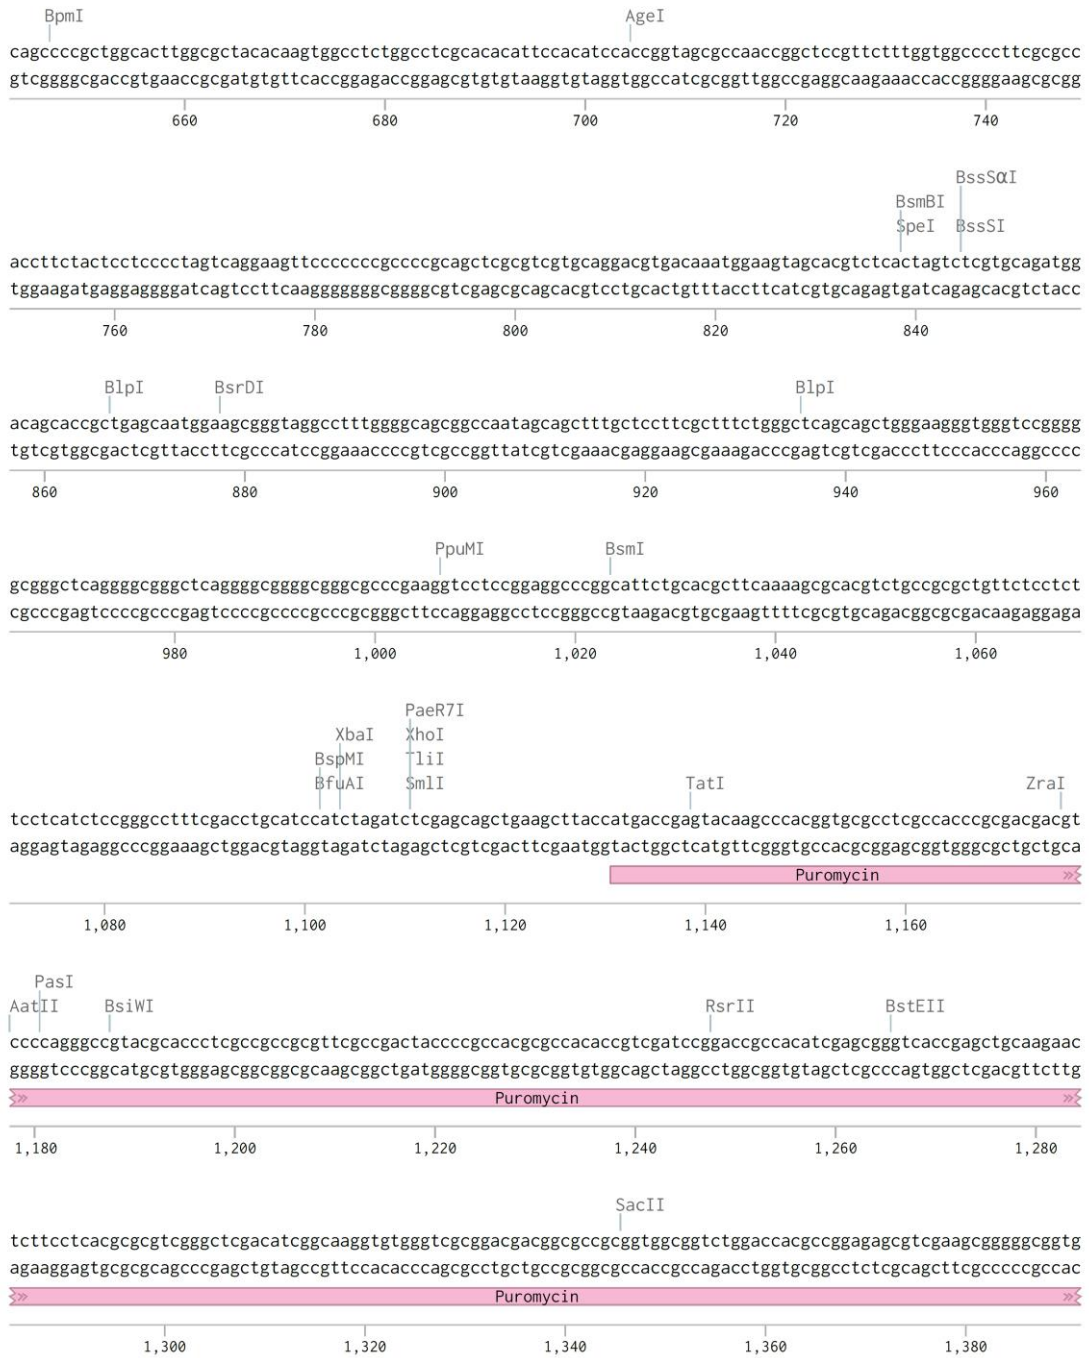 BpmI AgeI
cagccccgctggcacttggcgctacacaagtggcctctggcctcgcacacattccacatccaccggtagcgccaaccggctccgttctttggtggccccttcgcgcc
gtcggggcgaccgtgaaccgcgatgtgttcaccggagaccggagcgtgtgtaaggtgtaggtggccatcgcggttggccgaggcaagaaaccaccggggaagcgcgg
660 680 700 720 740
BssSαI
BsmBI
SpeI BssSI
accttctactcctcccctagtcaggaagttcccccccgccccgcagctcgcgtcgtgcaggacgtgacaaatggaagtagcacgtctcactagtctcgtgcagatgg
tggaagatgaggaggggatcagtccttcaagggggggcggggcgtcgagcgcagcacgtcctgcactgtttaccttcatcgtgcagagtgatcagagcacgtctacc
760 780 800 820 840
BlpI BsrDI BlpI
acagcaccgctgagcaatggaagcgggtaggcctttggggcagcggccaatagcagctttgctccttcgctttctgggctcagcagctgggaagggtgggtccgggg
tgtcgtggcgactcgttaccttcgcccatccggaaaccccgtcgccggttatcgtcgaaacgaggaagcgaaagacccgagtcgtcgacccttcccacccaggcccc
860 880 900 920 940 960
PpuMI BsmI
gcgggctcaggggcgggctcaggggcggggcgggcgcccgaaggtcctccggaggcccggcattctgcacgcttcaaaagcgcacgtctgccgcgctgttctcctct
cgcccgagtccccgcccgagtccccgccccgcccgcgggcttccaggaggcctccgggccgtaagacgtgcgaagttttcgcgtgcagacggcgcgacaagaggaga
980 1,000 1,020 1,040 1,060
PaeR7I
XbaI XhoI
BspMI TliI
BfuAI SmlI TatI ZraI
tcctcatctccgggcctttcgacctgcatccatctagatctcgagcagctgaagcttaccatgaccgagtacaagcccacggtgcgcctcgccacccgcgacgacgt
aggagtagaggcccggaaagctggacgtaggtagatctagagctcgtcgacttcgaatggtactggctcatgttcgggtgccacgcggagcggtgggcgctgctgca
Puromycin
1,080 1,100 1,120 1,140 1,160
PasI
AatII BsiWI RsrII BstEII
ccccagggccgtacgcaccctcgccgccgcgttcgccgactaccccgccacgcgccacaccgtcgatccggaccgccacatcgagcgggtcaccgagctgcaagaac
ggggtcccggcatgcgtgggagcggcggcgcaagcggctgatggggcggtgcgcggtgtggcagctaggcctggcggtgtagctcgcccagtggctcgacgttcttg
Puromycin
1,180 1,200 1,220 1,240 1,260 1,280
SacII
tcttcctcacgcgcgtcgggctcgacatcggcaaggtgtgggtcgcggacgacggcgccgcggtggcggtctggaccacgccggagagcgtcgaagcgggggcggtg
agaaggagtgcgcgcagcccgagctgtagccgttccacacccagcgcctgctgccgcggcgccaccgccagacctggtgcggcctctcgcagcttcgcccccgccac
Puromycin
1,300 1,320 1,340 1,360 1,380